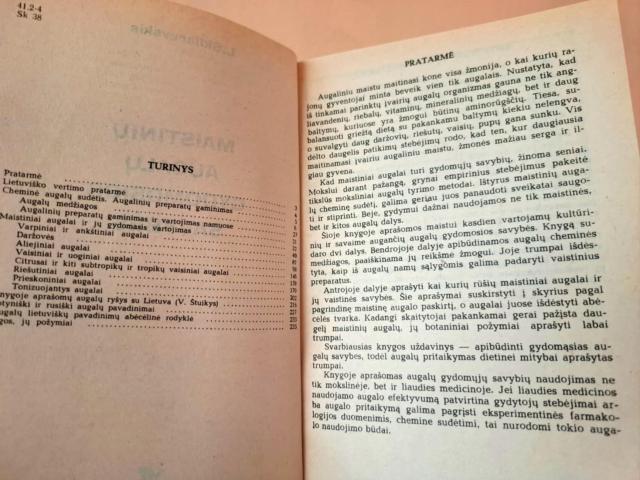 41.2-4
Sk 38
TURINYS
Pratarmė
Lietuviško vertimo pratarmė
Cheminė augalų sudėtis. Augalinių preparatų gaminimas
Augalų medžiagos
Augalinių preparatų gaminimas ir vartojimas namuose
Maistiniai augalai ir jų gydomasis vartojimas
Varpiniai ir ankštiniai augalai
Daržovės
Aliejiniai augalai
Vaisiniai ir uoginiai augalai
Citrusai ir kiti subtropikų ir tropikų vaisiniai augalai
Riešutiniai augalai
Prieskoniniai augalai
Tonizuojantys augalai
nygoje aprašomų augalų ryšys su Lietuva (V. Stuikys)
tyniški ir rusiški augalų pavadinimai
ugalų lietuviškų pavadinimų abėcėlinė rodyklė
gos, jų požymiai
PRATARMĖ
Augaliniu maistu maitinasi kone visa žmonija, o kai kurių ra-
jonų gyventojai minta beveik vien tik augalais. Nustatyta, kad
iš tinkamai parinktų įvairių augalų organizmas gauna ne tik ang-
liavandenių, riebalų, vitaminų, mineralinių medžiagų, bet ir daug
baltymų, kuriuose yra žmogui būtinų aminorūgščių. Tiesa, su-
balansuoti griežtą dietą su pakankamu baltymų kiekiu nelengva,
o suvalgyti daug daržovių, riešutų, vaisių, pupų gana sunku. Vis
dėlto daugelis patikimų stebėjimų rodo, kad ten, kur daugiausia
maitinamasi įvairiu augaliniu maistu, žmonės mažiau serga ir il-
giau gyvena.
Kad maistiniai augalai turi gydomųjų savybių, žinoma seniai.
Mokslui darant pažangą, grynai empirinius stebėjimus pakeitė
tikslūs moksliniai augalų tyrimo metodai. Ištyrus maistinių auga-
lų cheminę sudėtį, galima geriau juos panaudoti sveikatai saugo-
ti ir stiprinti. Beje, gydymui dažnai naudojamos ne tik maistinės,
bet ir kitos augalų dalys.
Šioje knygoje aprašomos maistui kasdien vartojamų kultūri-
nių ir savaime augančių augalų gydomosios savybės. Knygą su-
daro dvi dalys. Bendrojoje dalyje apibūdinamos augalų cheminės
medžiagos, paaiškinama jų reikšmė žmogui. Joje trumpai išdės-
tyta, kaip iš augalų namų sąlygomis galima padaryti vaistinius
preparatus.
Antrojoje dalyje aprašyti kai kurių rūšių maistiniai augalai ir
jų vaistinės savybės. Šie aprašymai suskirstyti į skyrius pagal
pagrindinę maistinę augalo paskirtį, o augalai juose išdėstyti abė-
cėlės tvarka. Kadangi skaitytojai pakankamai gerai pažįsta dau-
gelį maistinių augalų, jų botaniniai požymiai aprašyti labai
trumpai.
Svarbiausias knygos uždavinys — apibūdinti gydomąsias au-
galų savybes, todėl augalų pritaikymas dietinei mitybai aprašytas
trumpai.
Knygoje aprašomas augalų gydomųjų savybių naudojimas ne
tik mokslinėje, bet ir liaudies medicinoje. Jei liaudies medicinos
naudojamo augalo efektyvumą patvirtina gydytojų stebėjimai ar-
ba augalo pritaikymą galima pagrįsti eksperimentinės farmako-
logijos duomenimis, chemine sudėtimi, tai nurodomi tokio auga-
lo naudojimo būdai.